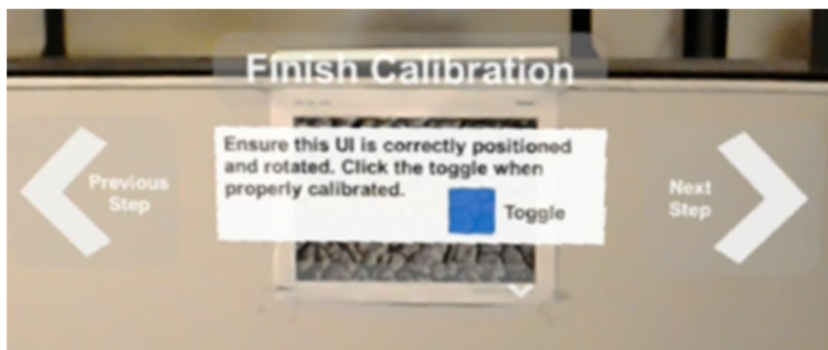 Finish Calibration
Ensure this UI is correctly positioned
and rotated. Click the toggle when
properly calibrated.
Toggle
Previous
Step
Next
Step